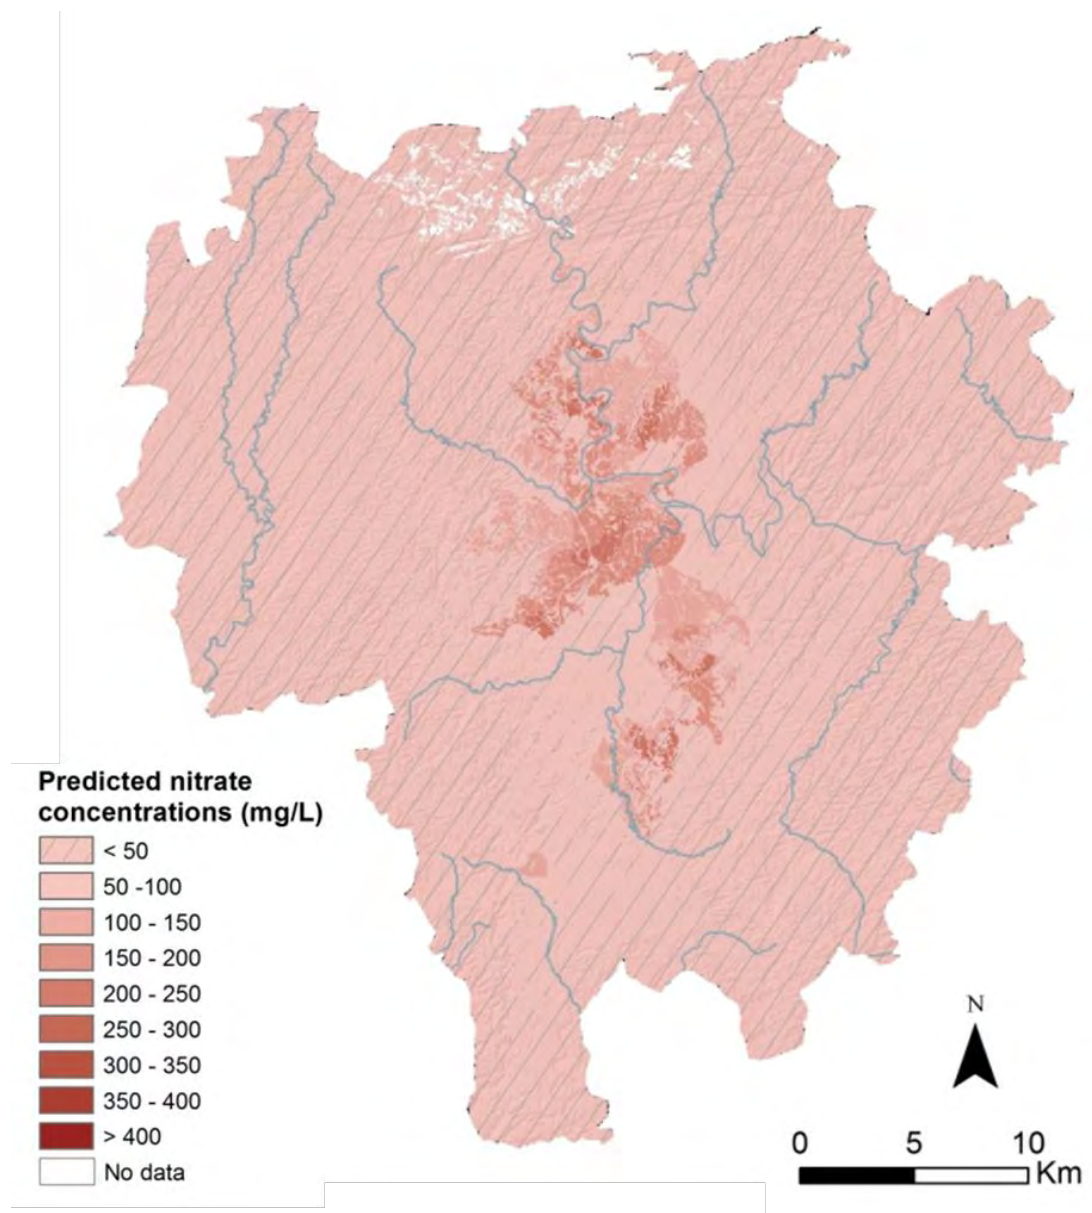 Predicted nitrate
concentrations (mg/L)
< 50
50 -100
100 - 150
150 - 200
200 - 250
250 - 300
300 - 350
350 - 400
> 400
No data
N
0 5 10
Km